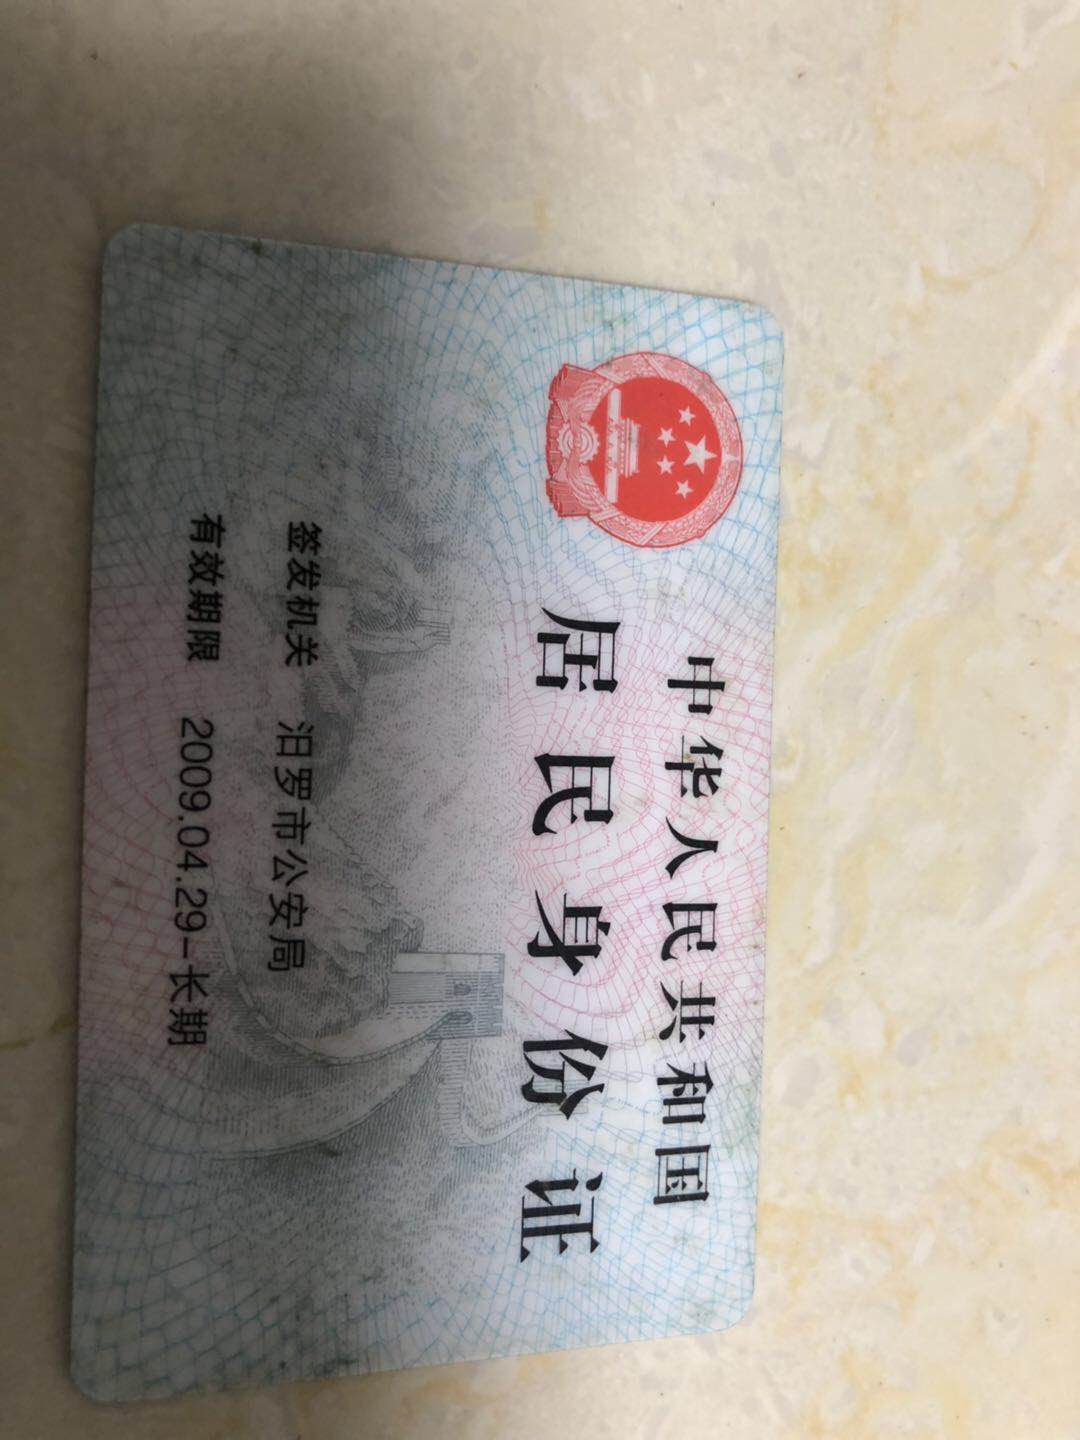 中华人民共和国
居民身份证
签发机关 汨罗市公安局
有效期限 2009.04.29-长期